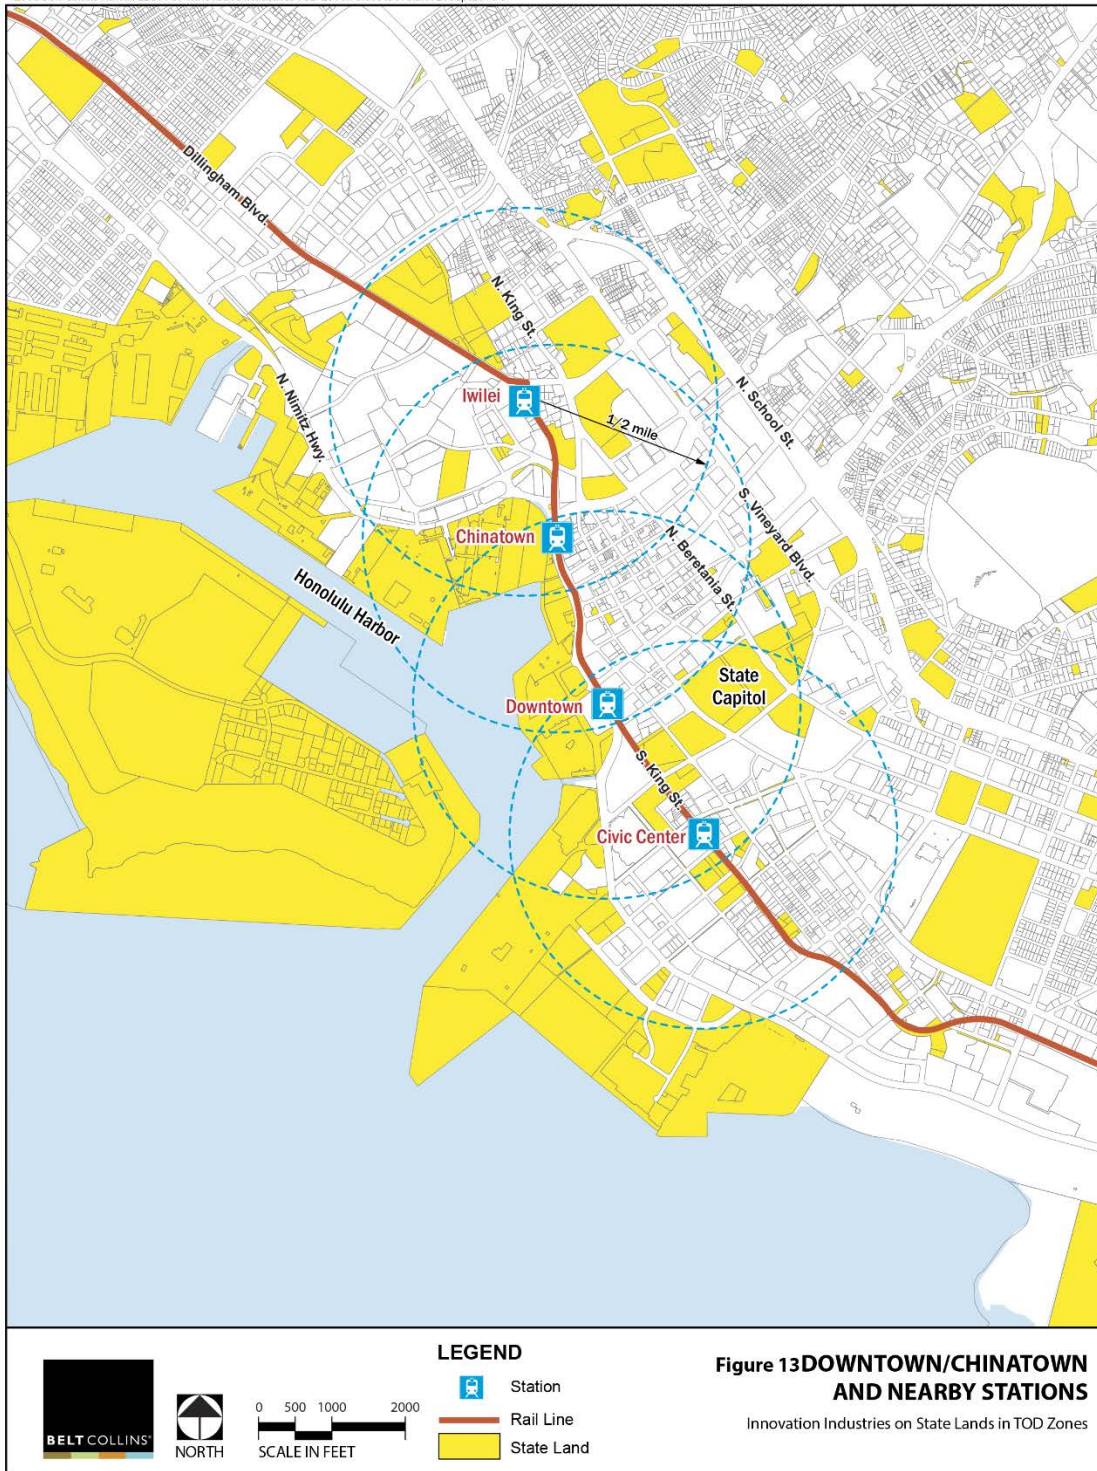 Dillingham Blvd.
N. King St.
Iwilei
1/2 mile
N. School St.
N. Nimitz Hwy.
S. Vineyard Blvd.
Chinatown
N. Beretania St.
Honolulu Harbor
State
Capitol
Downtown
S. King St.
Civic Center
LEGEND
Station
Rail Line
State Land
BELT COLLINS
NORTH
0 500 1000 2000
SCALE IN FEET
Figure 13DOWNTOWN/CHINATOWN
AND NEARBY STATIONS
Innovation Industries on State Lands in TOD Zones